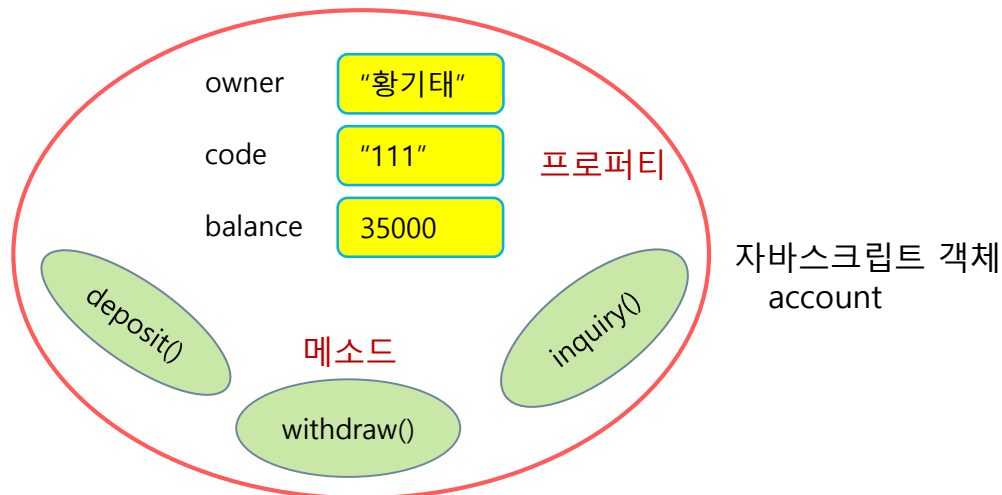 owner “황기태”
code “111”
프로퍼티
balance 35000
자바스크립트 객체
account
deposit()
inquiry()
메소드
withdraw()